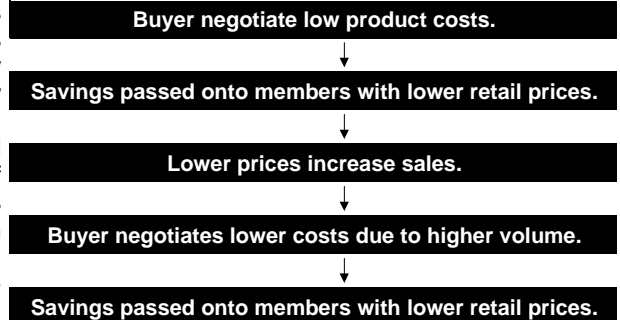 Buyer negotiate low product costs.
Savings passed onto members with lower retail prices.
Lower prices increase sales.
Buyer negotiates lower costs due to higher volume.
Savings passed onto members with lower retail prices.